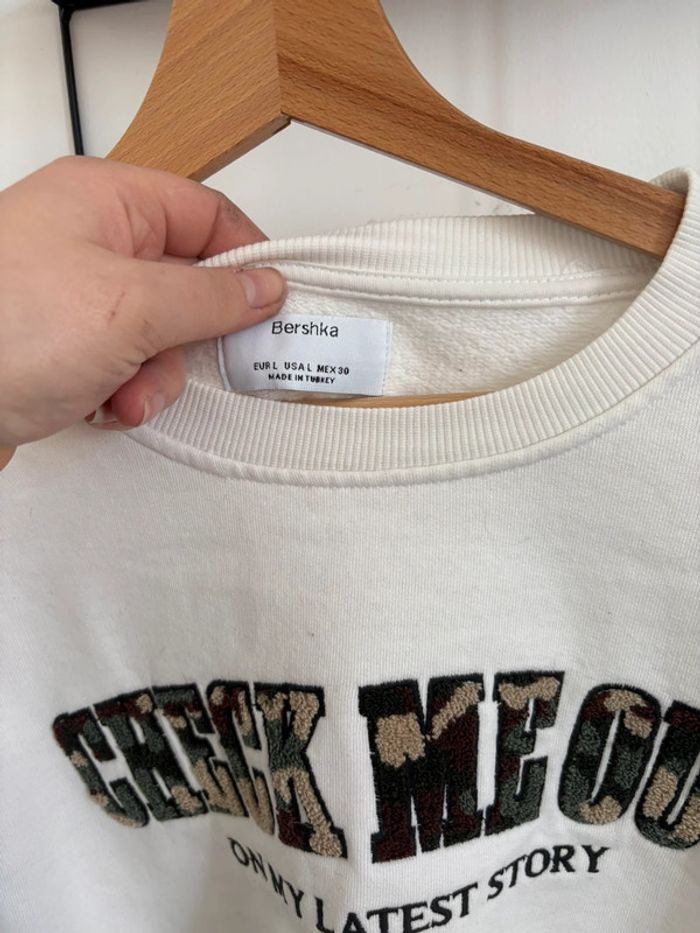 Bershka
EUR L USA L MEX 30
MADE IN TURKEY
CHECK ME OU
ON MY LATEST STORY